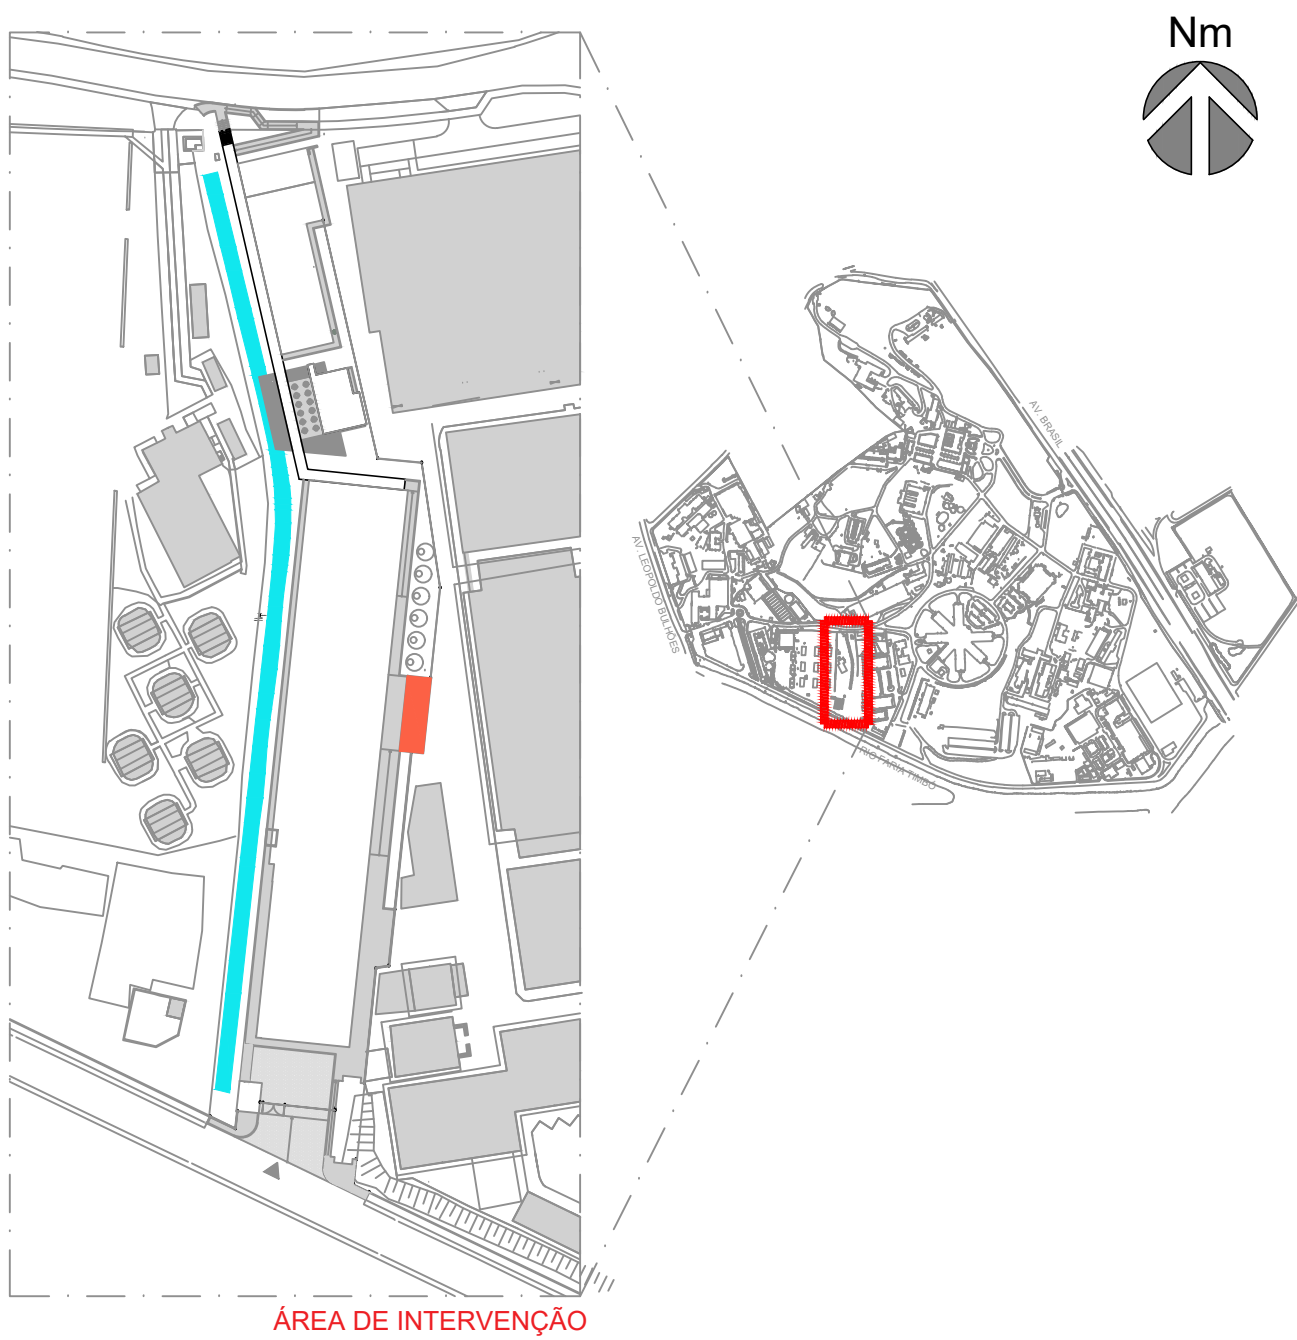 Nm
AV. BRASIL
AV. LEOPOLDO BULHÕES
RIO FARIA TIMBÓ
ÁREA DE INTERVENÇÃO